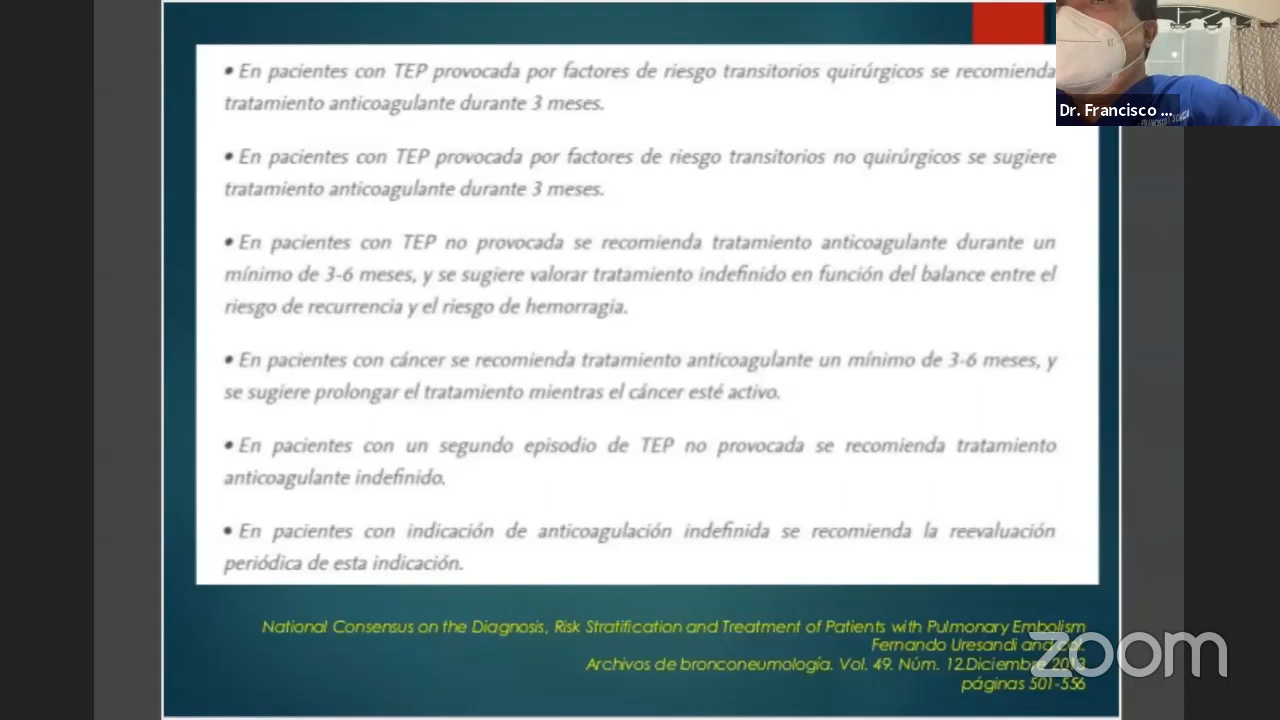 • En pacientes con TEP provocada por factores de riesgo transitorios quirúrgicos se recomienda
tratamiento anticoagulante durante 3 meses.
• En pacientes con TEP provocada por factores de riesgo transitorios no quirúrgicos se sugiere
tratamiento anticoagulante durante 3 meses.
• En pacientes con TEP no provocada se recomienda tratamiento anticoagulante durante un
mínimo de 3-6 meses, y se sugiere valorar tratamiento indefinido en función del balance entre el
riesgo de recurrencia y el riesgo de hemorragia.
• En pacientes con cáncer se recomienda tratamiento anticoagulante un mínimo de 3-6 meses, y
se sugiere prolongar el tratamiento mientras el cáncer esté activo.
• En pacientes con un segundo episodio de TEP no provocada se recomienda tratamiento
anticoagulante indefinido.
• En pacientes con indicación de anticoagulación indefinida se recomienda la reevaluación
periódica de esta indicación.
National Consensus on the Diagnosis, Risk Stratification and Treatment of Patients with Pulmonary Embolism
Fernando Uresandi and col.
Archivos de bronconeumología. Vol. 49. Núm. 12.Diciembre 2013
páginas 501-556
Dr. Francisco ...
zoom